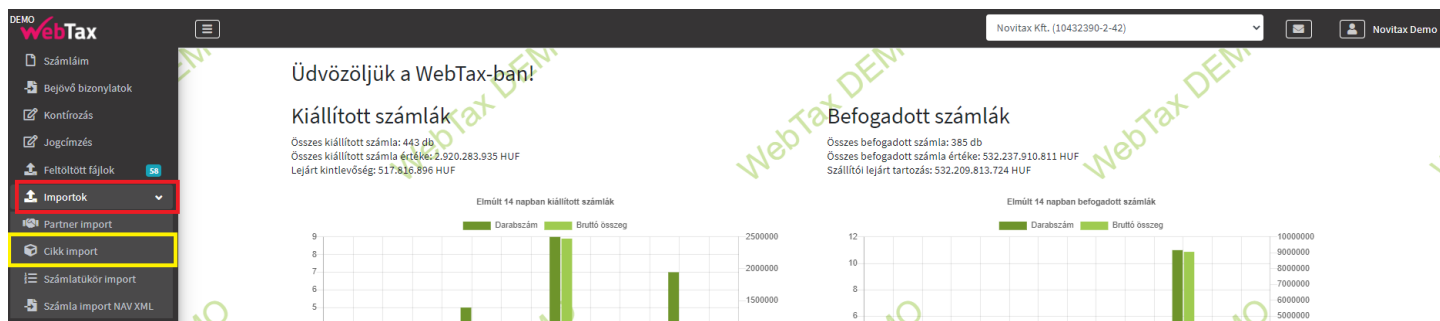 DEMO
WebTax
Novitax Kft. (10432390-2-42)
Novitax Demo
Számláim
Bejövő bizonylatok
Kontírozás
Jogcímzés
Feltöltött fájlok 58
Importok
Partner import
Cikk import
Számlatükör import
Számla import NAV XML
Üdvözöljük a WebTax-ban!
Kiállított számlák
Összes kiállított számla: 443 db
Összes kiállított számla értéke: 2.920.283.935 HUF
Lejárt kintlevőség: 517.816.896 HUF
Elmúlt 14 napban kiállított számlák
Darabszám Bruttó összeg
9 2500000
8
7 2000000
6
5 1500000
Befogadott számlák
Összes befogadott számla: 385 db
Összes befogadott számla értéke: 532.237.910.811 HUF
Szállítói lejárt tartozás: 532.209.813.724 HUF
Elmúlt 14 napban befogadott számlák
Darabszám Bruttó összeg
12 10000000
9000000
10 8000000
7000000
8 6000000
6 5000000
WebTax DEMO
WebTax DEMO